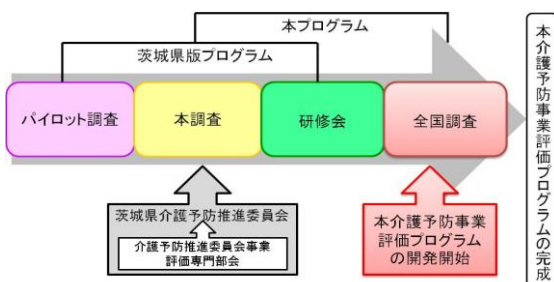 本プログラム
茨城県版プログラム
パイロット調査
本調査
研修会
全国調査
茨城県介護予防推進委員会
介護予防推進委員会事業
評価専門部会
本介護予防事業
評価プログラム
の開発開始
本介護予防事業評価プログラムの完成